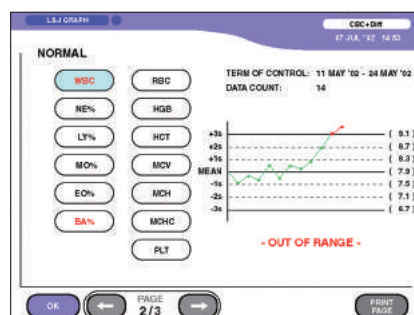 L&J GRAPH
CBC+Diff
07 JUL '02 14:53
NORMAL
WBC
RBC
NE%
HGB
LY%
HCT
MO%
MCV
EO%
MCH
BA%
MCHC
PLT
TERM OF CONTROL: 11 MAY '02 - 24 MAY '02
DATA COUNT: 14
+3s ( 9.1 )
+2s ( 8.7 )
+1s ( 8.3 )
MEAN ( 7.9 )
-1s ( 7.5 )
-2s ( 7.1 )
-3s ( 6.7 )
- OUT OF RANGE -
OK
PAGE
2/3
PRINT
PAGE